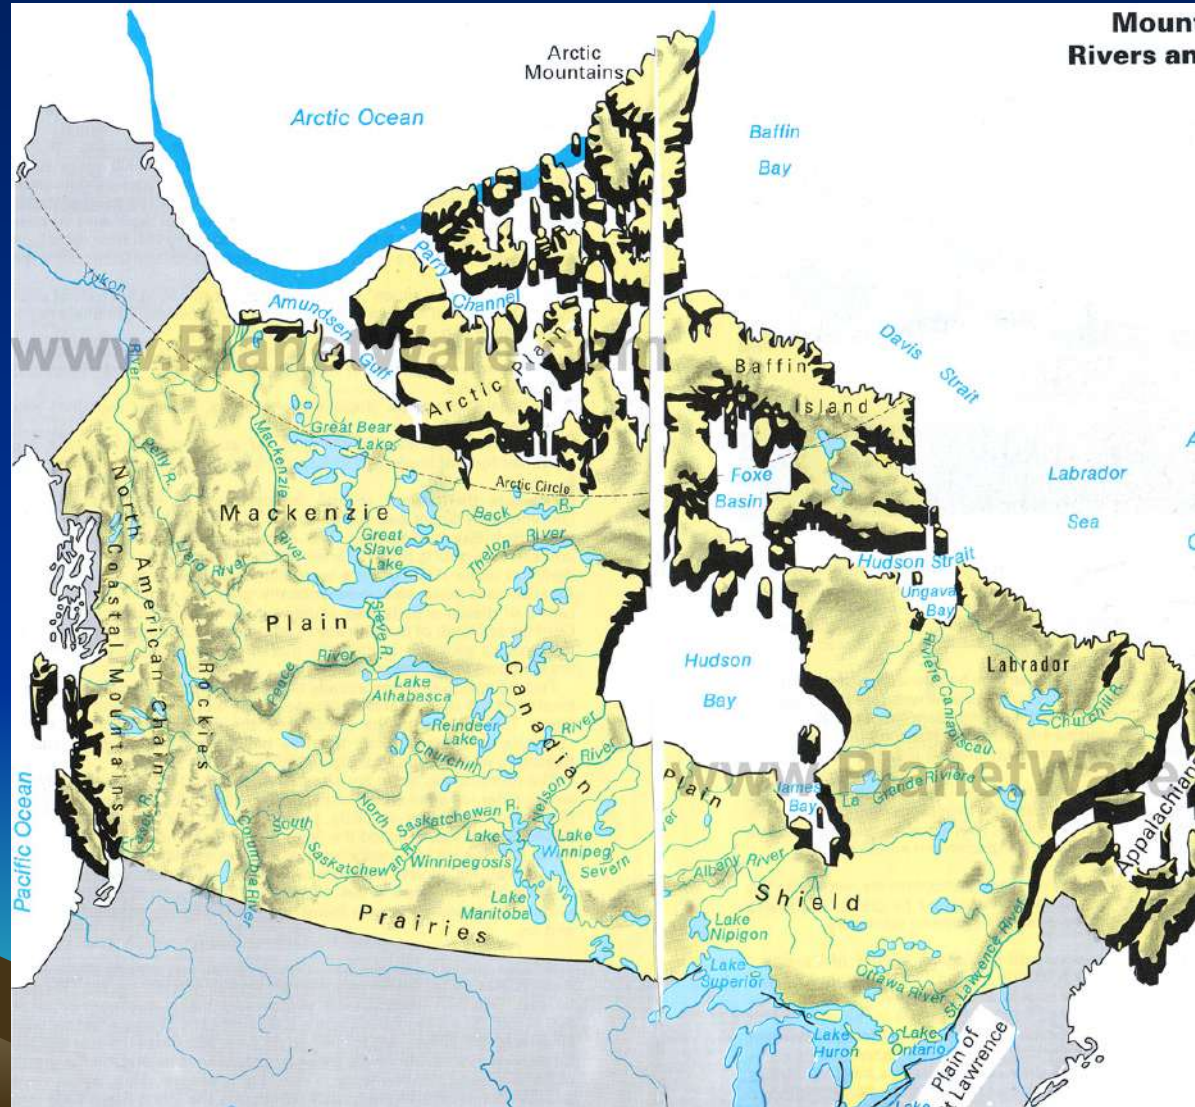 Mount
Rivers an
Arctic
Mountains
Arctic Ocean
Baffin
Bay
Yukon
River
Parry
Channel
Amundsen
Gulf
www.PlanetWare.com
Arctic Plain
Baffin
Island
Davis
Strait
Mackenzie
River
Great Bear
Lake
Pelly R.
Arctic Circle
Foxe
Basin
Labrador
Sea
North American Chain
Coastal Mountains
Rockies
Mackenzie
Plain
Back R.
Great
Slave
Lake
Thelon River
Liard River
Slave R.
Hudson Strait
Ungava
Bay
Peace River
Lake
Athabasca
Canadian
Hudson
Bay
Rivière Caniapiscau
Labrador
Churchill R.
Reindeer
Lake
Churchill
River
Nelson River
Plain
www.PlanetWare.
James
Bay
La Grande Rivière
Pacific Ocean
Fraser R.
Columbia River
South
Saskatchewan R.
North
Saskatchewan R.
Lake
Winnipegosis
Lake
Winnipeg
Severn
Lake
Manitoba
Albany River
Appalachian
Prairies
Shield
Lake
Nipigon
Lake
Superior
Ottawa River
St. Lawrence River
Lake
Huron
Lake
Ontario
Plain of
Lawrence
Lake